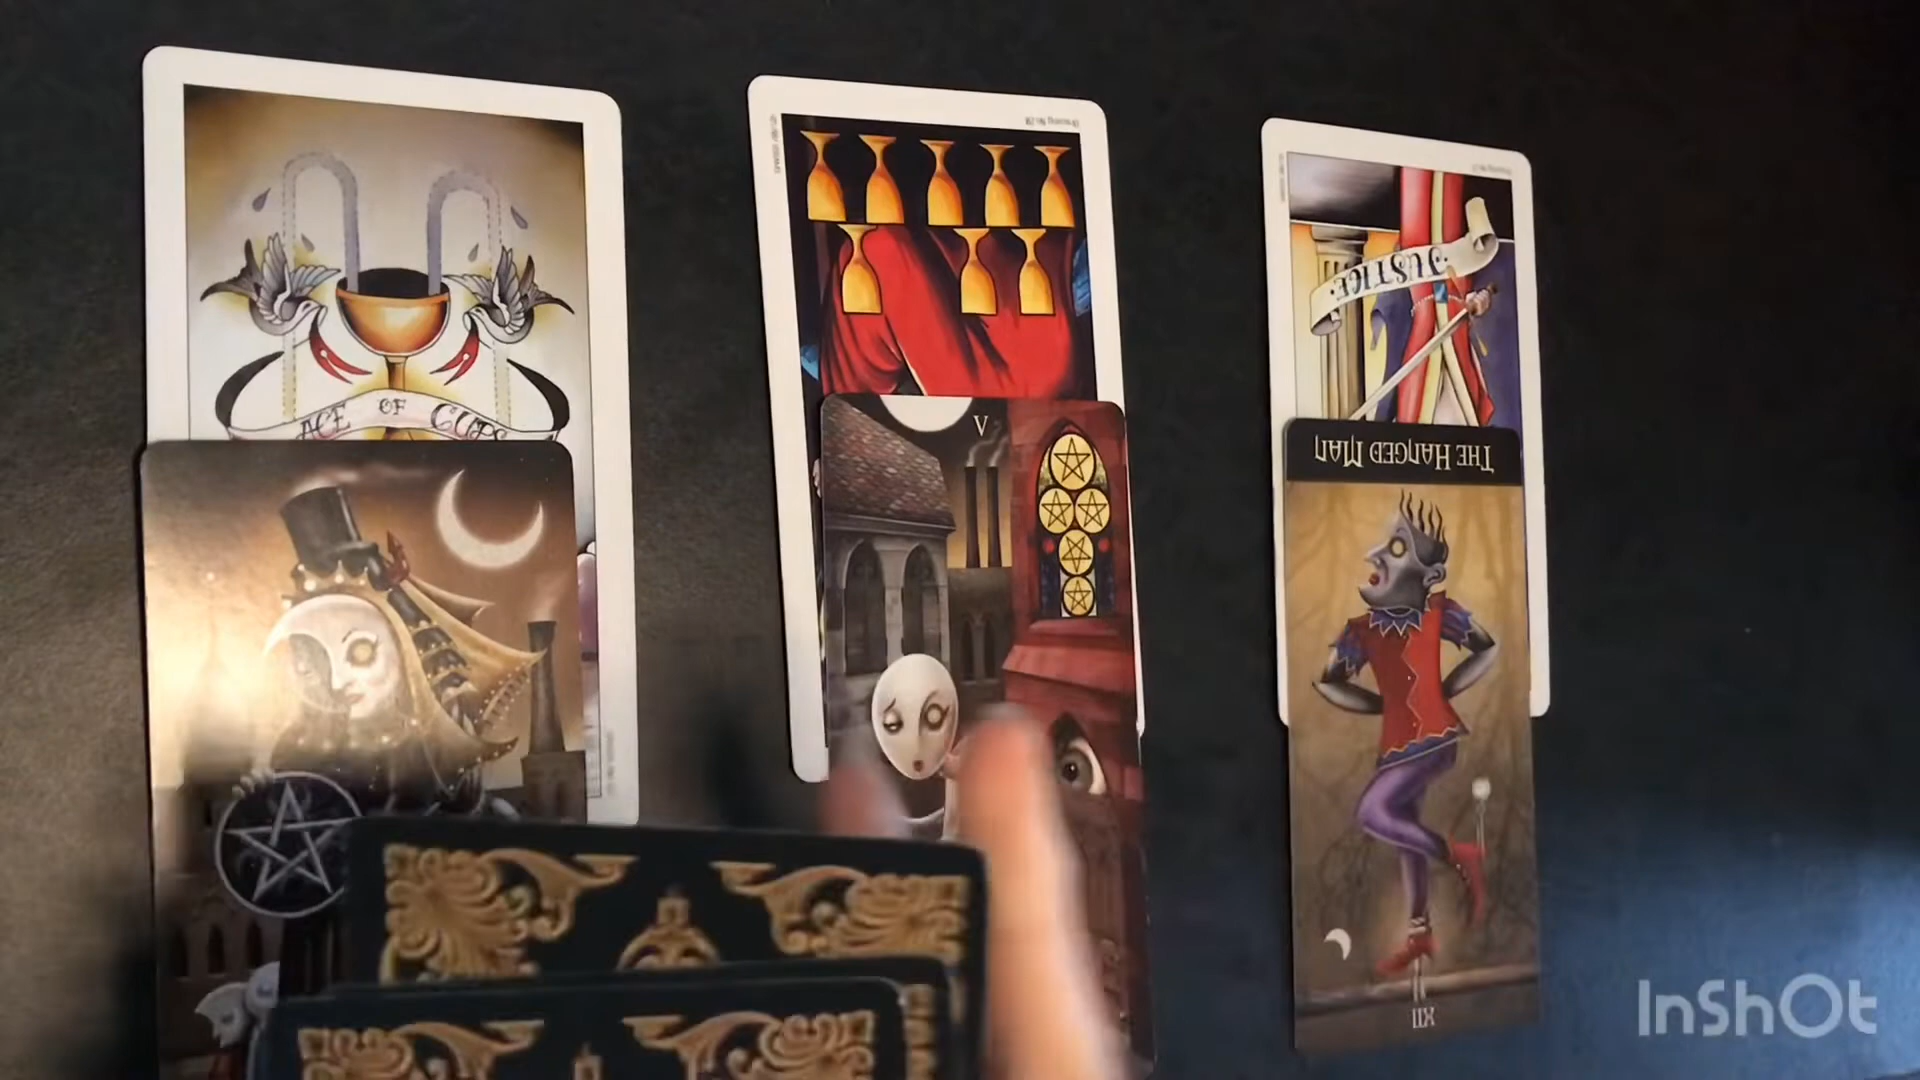 ACE OF CUPS
V
JUSTICE
THE HANGED MAN
XII
InShOt